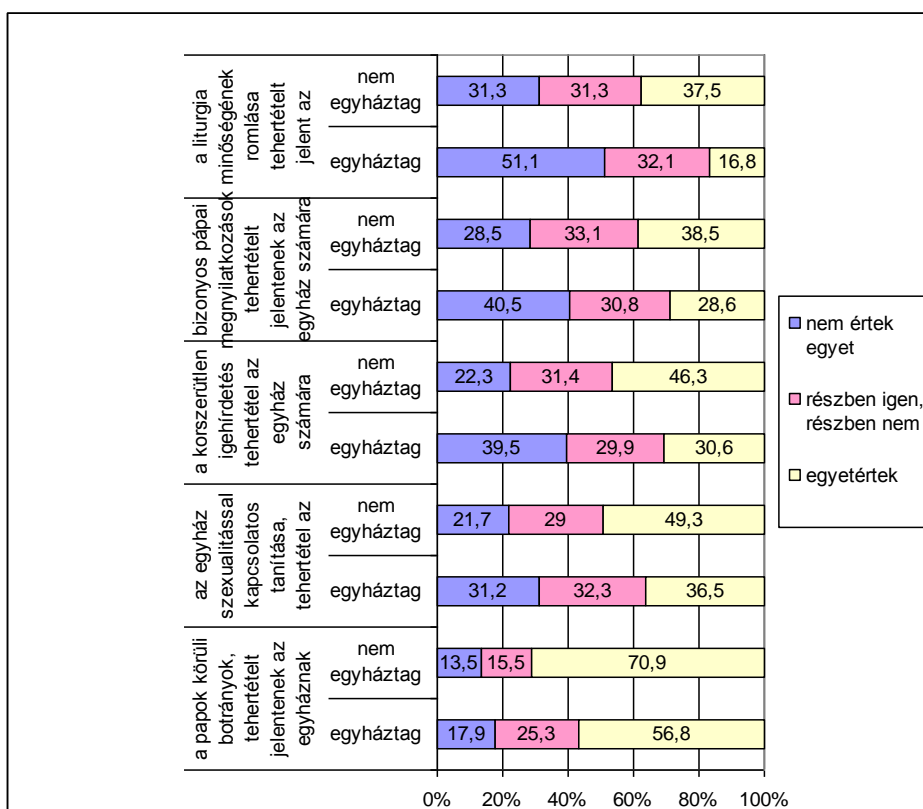 a liturgia
minőségének
romlása
tehertételt
jelent az
nem
egyháztag
31,3 31,3 37,5
egyháztag
51,1 32,1 16,8
bizonyos pápai
megnyilatkozások
tehertételt
jelentenek az
egyház számára
nem
egyháztag
28,5 33,1 38,5
egyháztag
40,5 30,8 28,6
a korszerűtlen
igehírdetés
tehertétel az
egyház
számára
nem
egyháztag
22,3 31,4 46,3
egyháztag
39,5 29,9 30,6
az egyház
szexualitással
kapcsolatos
tanítása,
tehertétel az
nem
egyháztag
21,7 29 49,3
egyháztag
31,2 32,3 36,5
a papok körüli
botrányok,
tehertételt
jelentenek az
egyháznak
nem
egyháztag
13,5 15,5 70,9
egyháztag
17,9 25,3 56,8
0% 20% 40% 60% 80% 100%
nem értek
egyet
részben igen,
részben nem
egyetértek